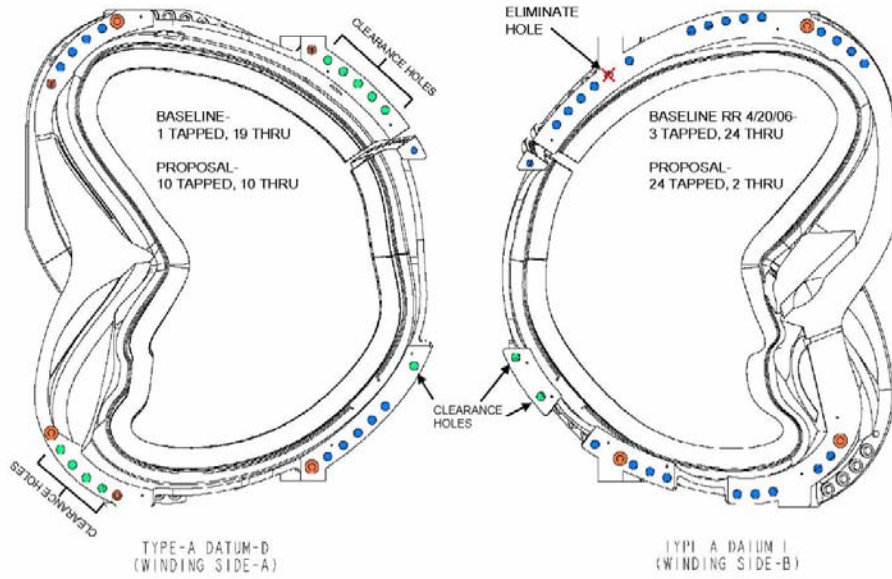 ELIMINATE
HOLE
CLEARANCE HOLES
BASELINE-
1 TAPPED, 19 THRU
PROPOSAL-
10 TAPPED, 10 THRU
BASELINE RR 4/20/06-
3 TAPPED, 24 THRU
PROPOSAL-
24 TAPPED, 2 THRU
CLEARANCE
HOLES
CLEARANCE HOLES
TYPE-A DATUM-D
(WINDING SIDE-A)
TYPE A DATUM
(WINDING SIDE-B)